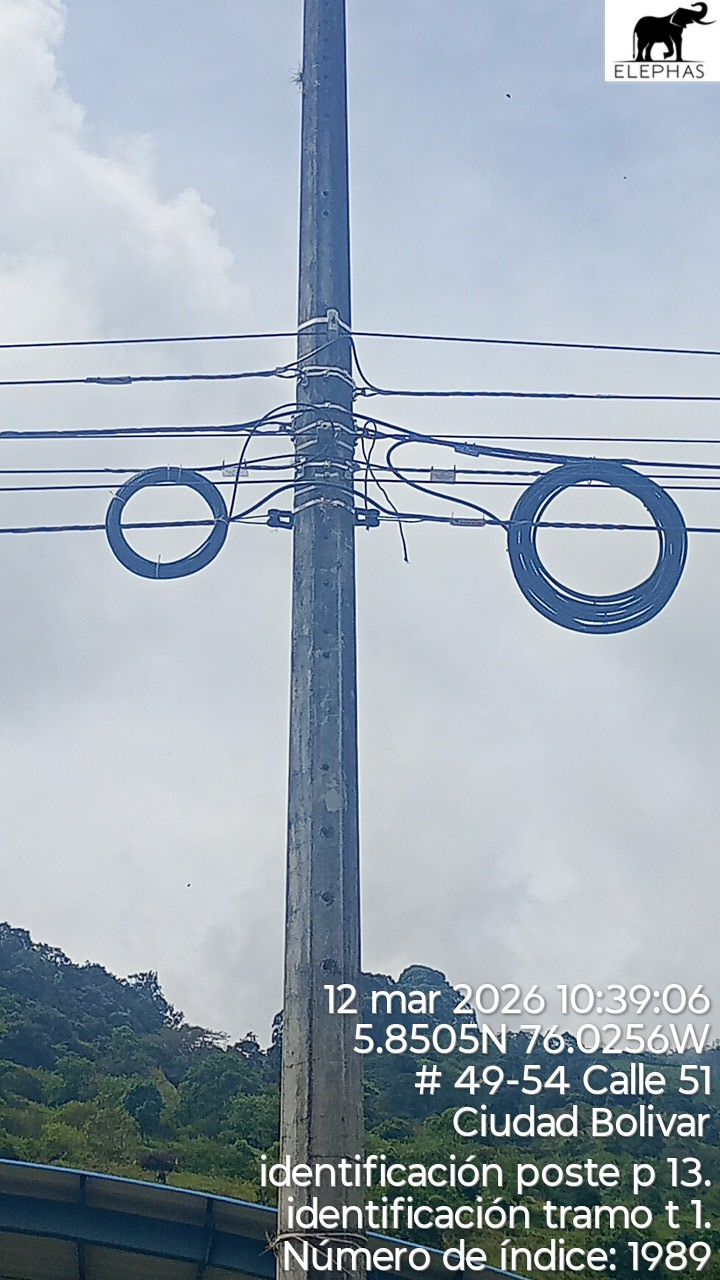 ELEPHAS
12 mar 2026 10:39:06
5.8505N 76.0256W
# 49-54 Calle 51
Ciudad Bolivar
identificación poste p 13.
identificación tramo t 1.
Número de índice: 1989